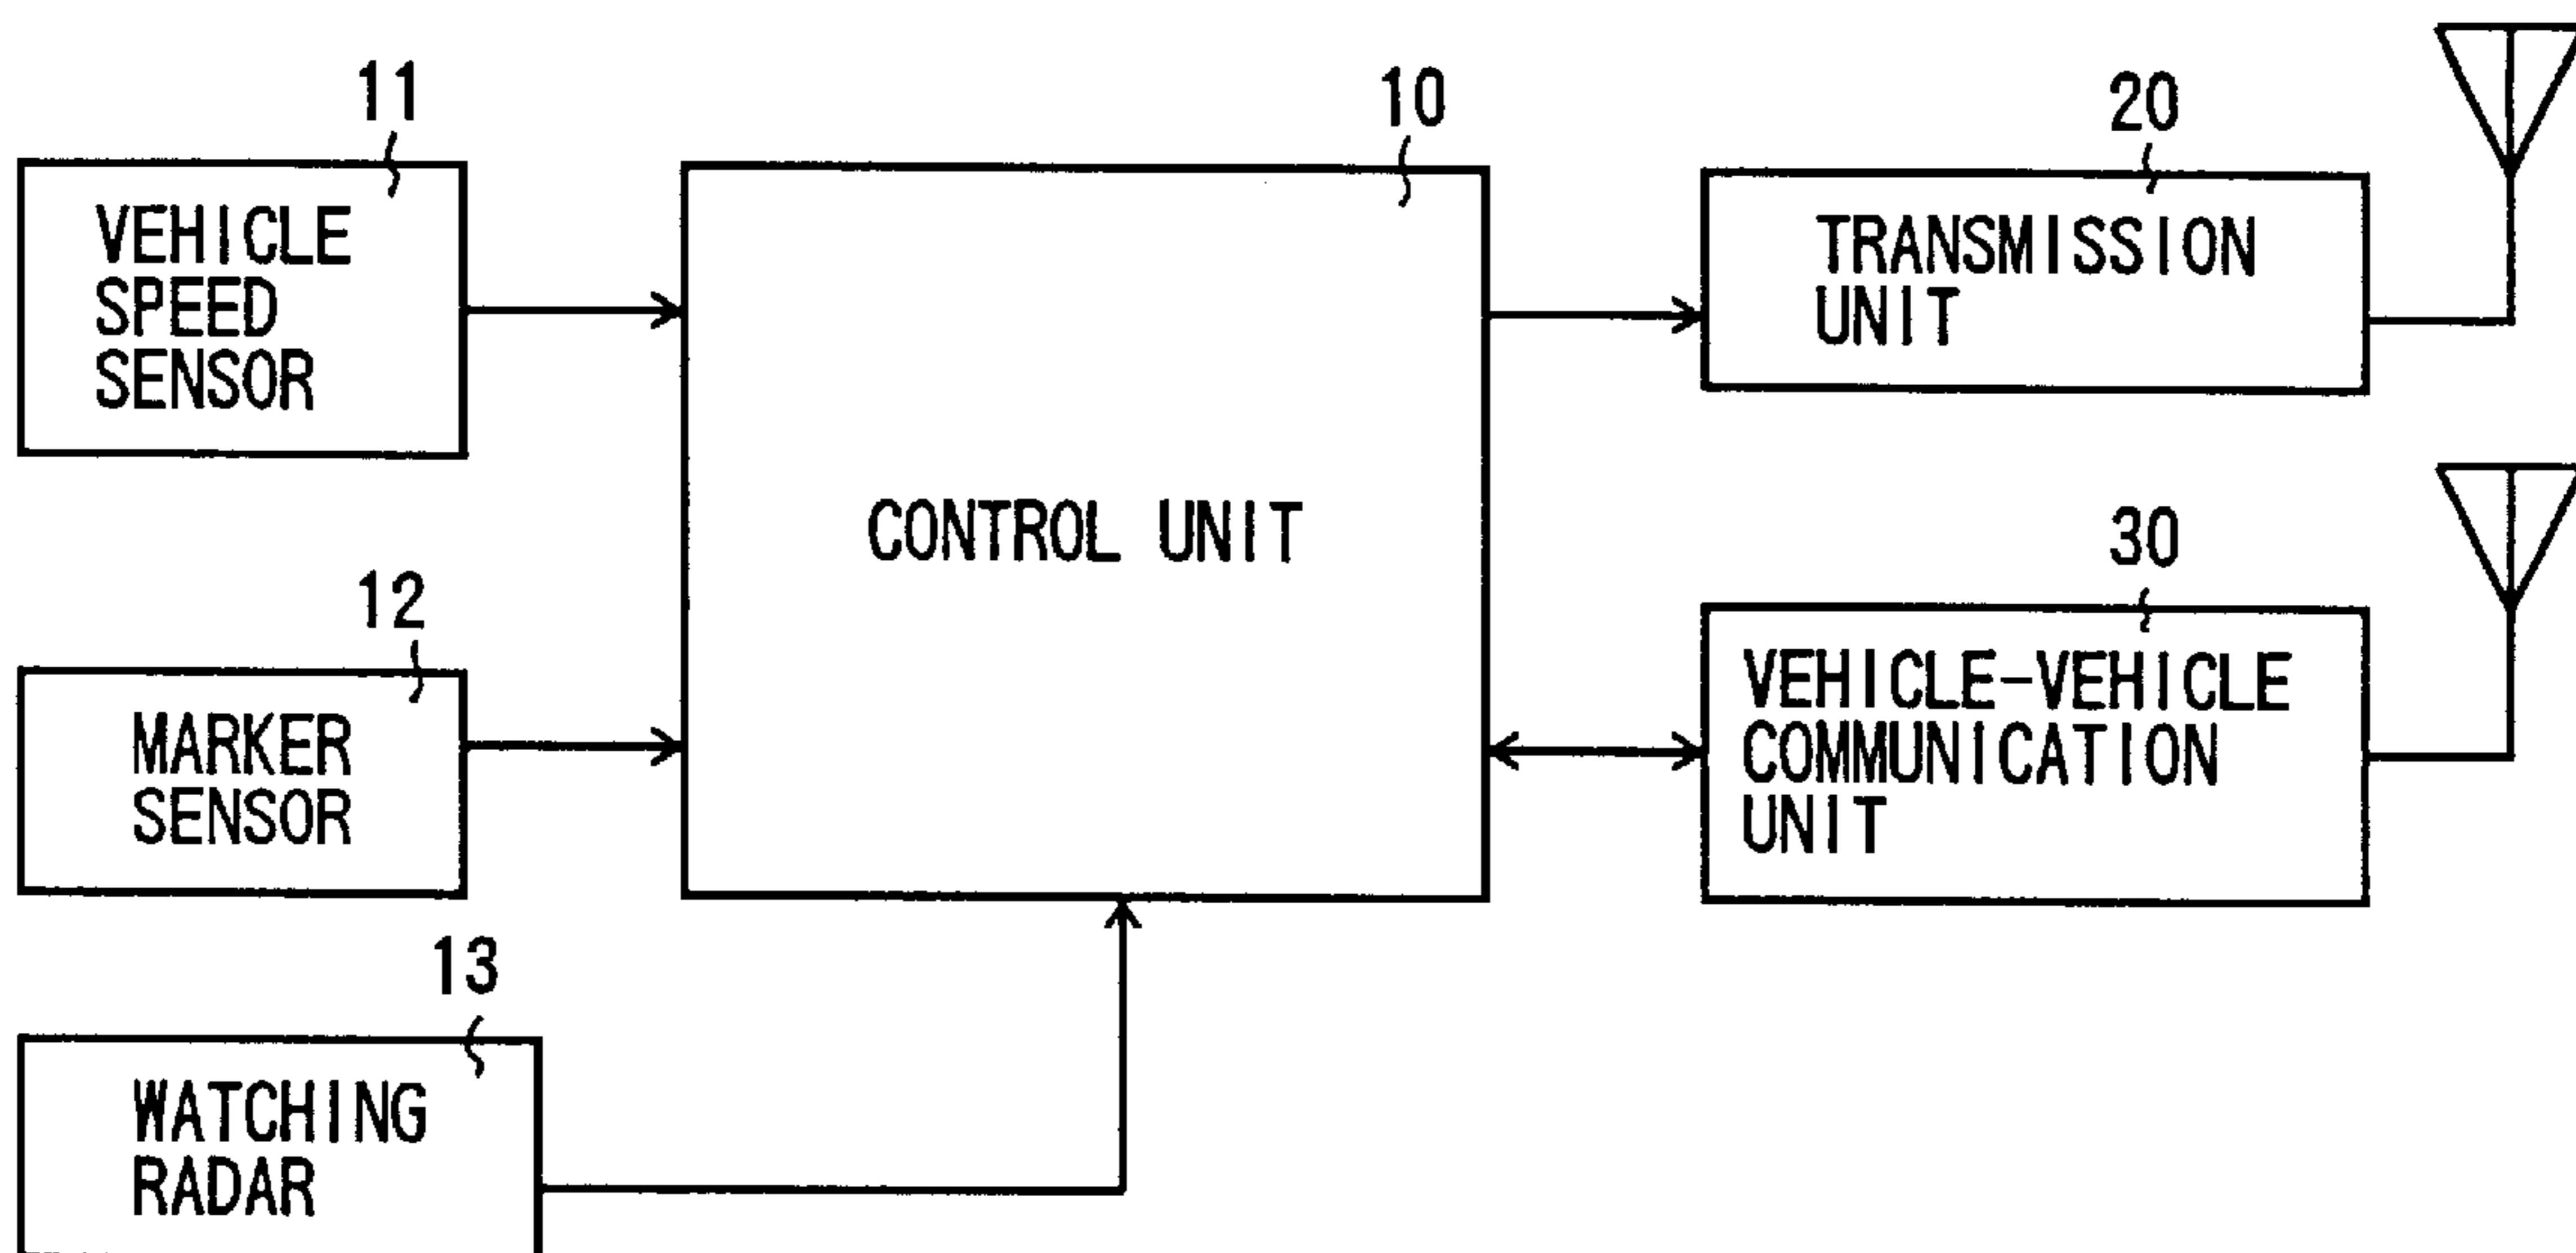 11
VEHICLE
SPEED
SENSOR
12
MARKER
SENSOR
13
WATCHING
RADAR
10
CONTROL UNIT
20
TRANSMISSION
UNIT
30
VEHICLE-VEHICLE
COMMUNICATION
UNIT